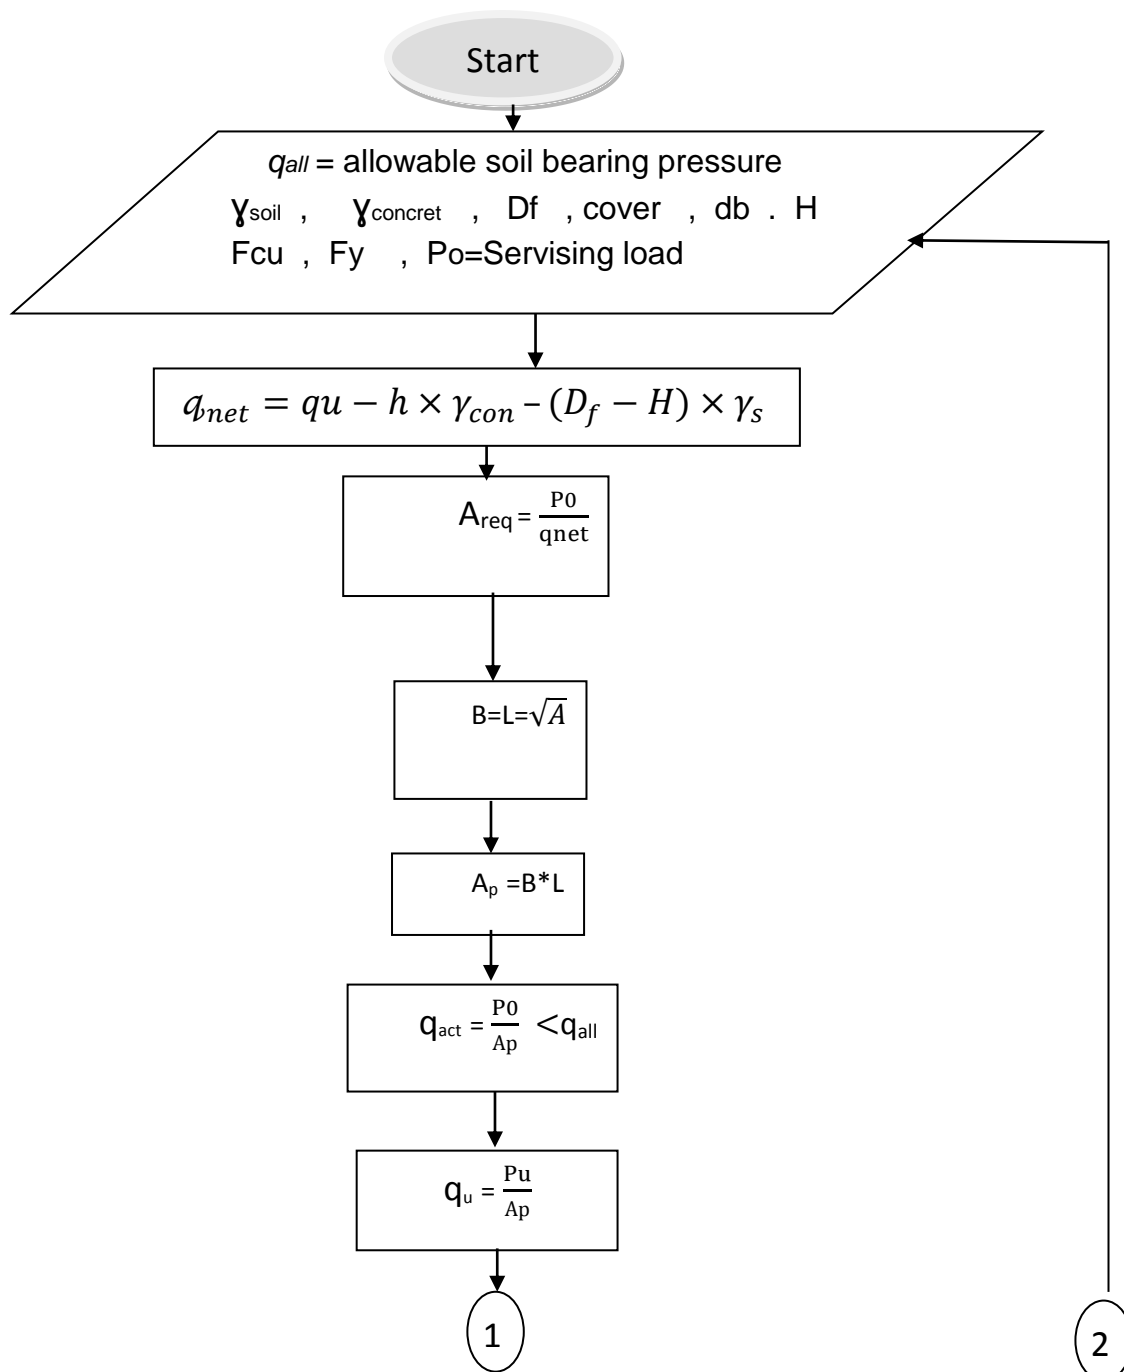 Start
qall = allowable soil bearing pressure
Ɣsoil , Ɣconcret , Df , cover , db . H
Fcu , Fy , Po=Servising load
qnet = qu − h × γcon – (Df − H) × γs
Areq = P0/qnet
B=L=√A
Ap =B*L
qact = P0/Ap <qall
qu = Pu/Ap
1
2